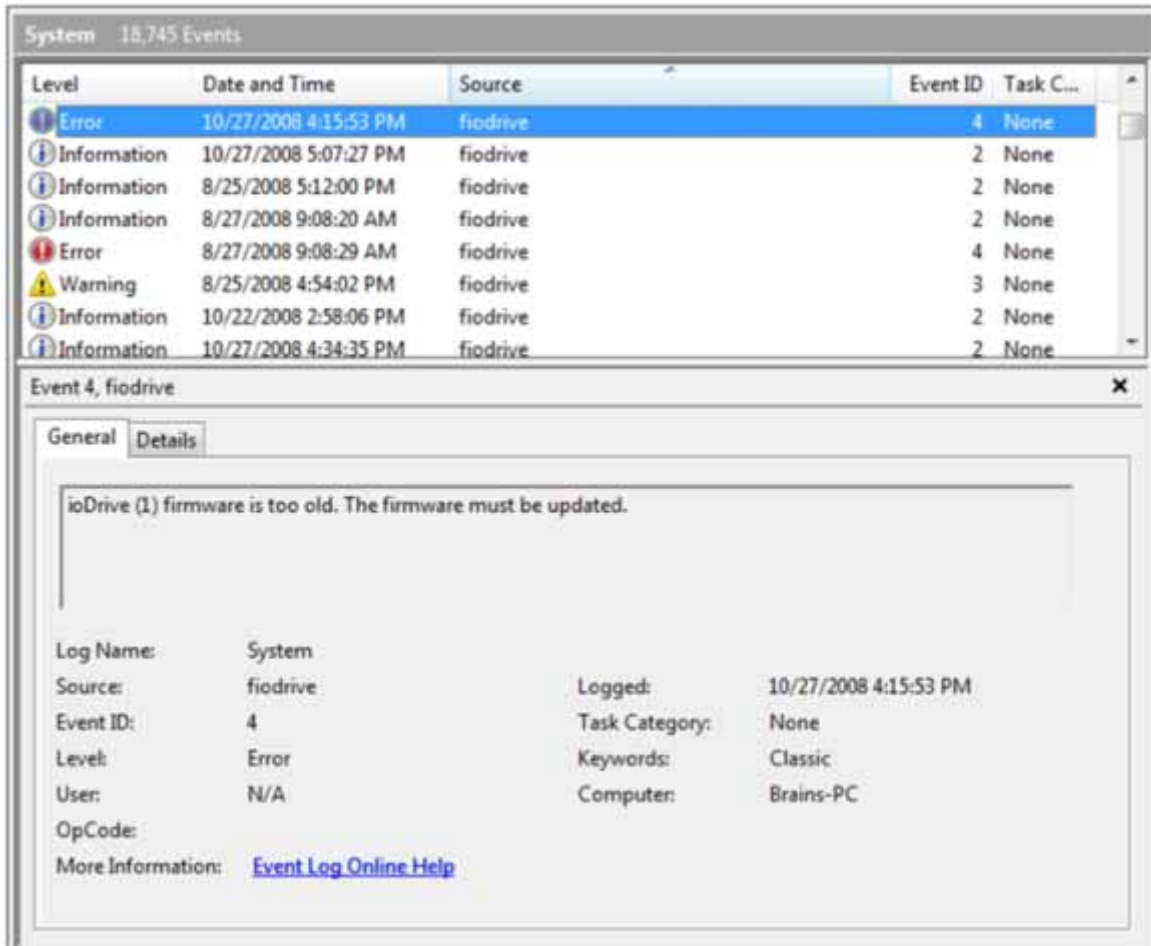 System 18,745 Events
Level Date and Time Source Event ID Task C...
Error 10/27/2008 4:15:53 PM fiodrive 4 None
Information 10/27/2008 5:07:27 PM fiodrive 2 None
Information 8/25/2008 5:12:00 PM fiodrive 2 None
Information 8/27/2008 9:08:20 AM fiodrive 2 None
Error 8/27/2008 9:08:29 AM fiodrive 4 None
Warning 8/25/2008 4:54:02 PM fiodrive 3 None
Information 10/22/2008 2:58:06 PM fiodrive 2 None
Information 10/27/2008 4:34:35 PM fiodrive 2 None
Event 4, fiodrive
General Details
ioDrive (1) firmware is too old. The firmware must be updated.
Log Name: System
Source: fiodrive Logged: 10/27/2008 4:15:53 PM
Event ID: 4 Task Category: None
Level: Error Keywords: Classic
User: N/A Computer: Brains-PC
OpCode:
More Information: Event Log Online Help